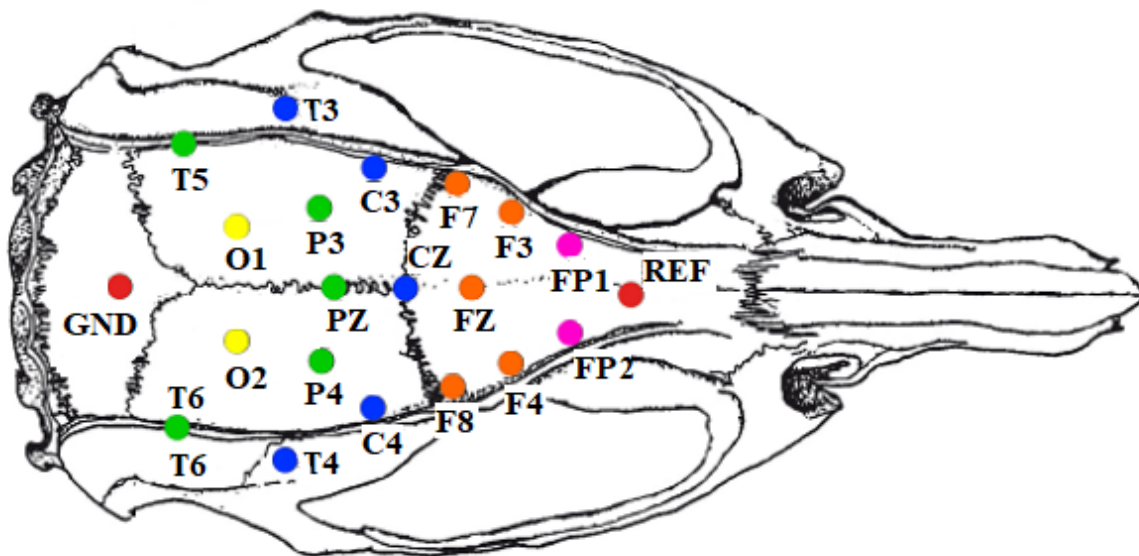 T3
T5
C3
F7
P3
F3
O1
CZ
FP1
REF
GND
PZ
FZ
O2
P4
FP2
T6
F4
F8
C4
T6
T4